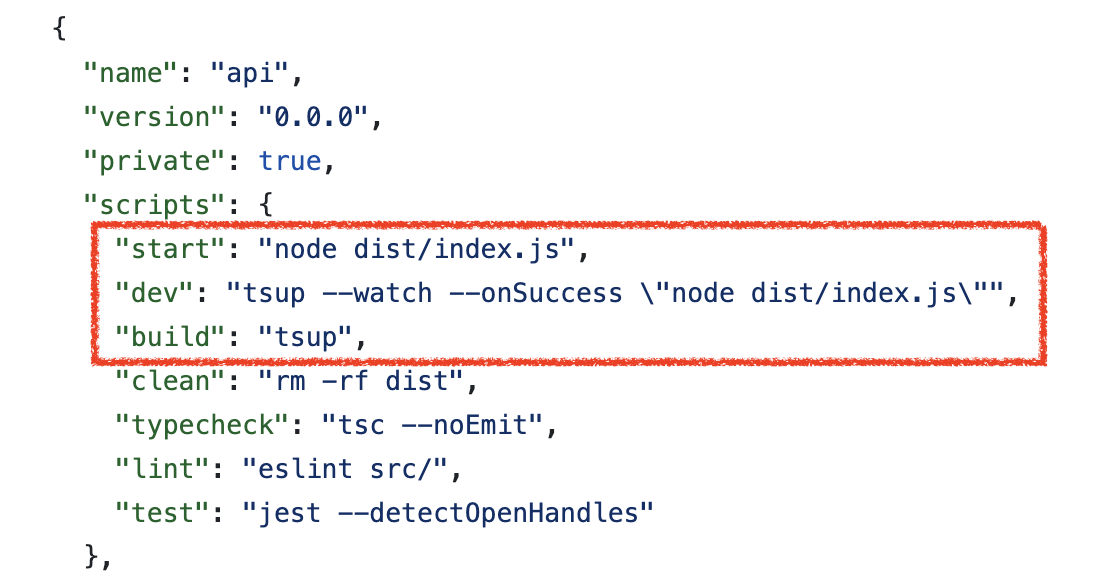 {
  "name": "api",
  "version": "0.0.0",
  "private": true,
  "scripts": {
    "start": "node dist/index.js",
    "dev": "tsup --watch --onSuccess \"node dist/index.js\"",
    "build": "tsup",
    "clean": "rm -rf dist",
    "typecheck": "tsc --noEmit",
    "lint": "eslint src/",
    "test": "jest --detectOpenHandles"
  },